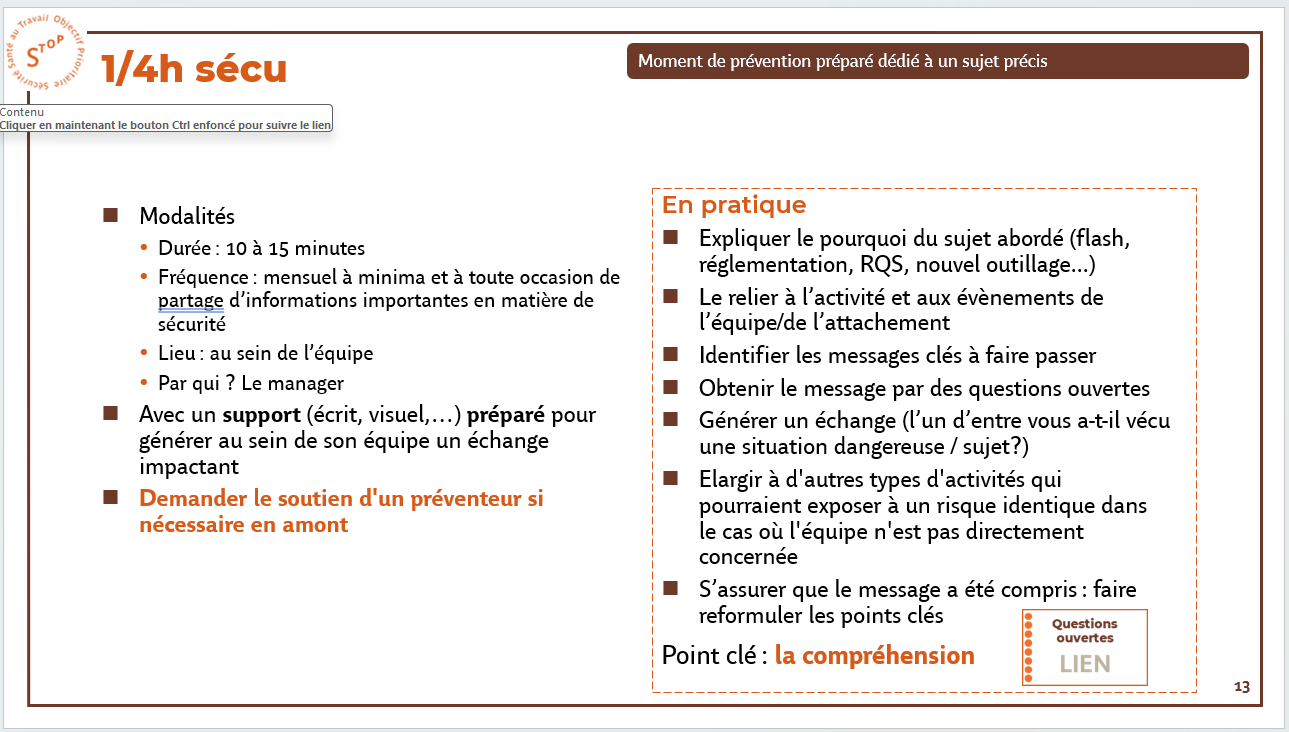 Santé au Travail Objectif Prioritaire Sécurité
STOP
1/4h sécu
Moment de prévention préparé dédié à un sujet précis
Contenu
Cliquer en maintenant le bouton Ctrl enfoncé pour suivre le lien
Modalités
Durée : 10 à 15 minutes
Fréquence : mensuel à minima et à toute occasion de
partage d’informations importantes en matière de
sécurité
Lieu : au sein de l’équipe
Par qui ? Le manager
Avec un support (écrit, visuel,…) préparé pour
générer au sein de son équipe un échange
impactant
Demander le soutien d'un préventeur si
nécessaire en amont
En pratique
Expliquer le pourquoi du sujet abordé (flash,
réglementation, RQS, nouvel outillage…)
Le relier à l’activité et aux évènements de
l’équipe/de l’attachement
Identifier les messages clés à faire passer
Obtenir le message par des questions ouvertes
Générer un échange (l’un d’entre vous a-t-il vécu
une situation dangereuse / sujet?)
Elargir à d'autres types d'activités qui
pourraient exposer à un risque identique dans
le cas où l'équipe n'est pas directement
concernée
S’assurer que le message a été compris : faire
reformuler les points clés
Point clé : la compréhension
Questions
ouvertes
LIEN
13